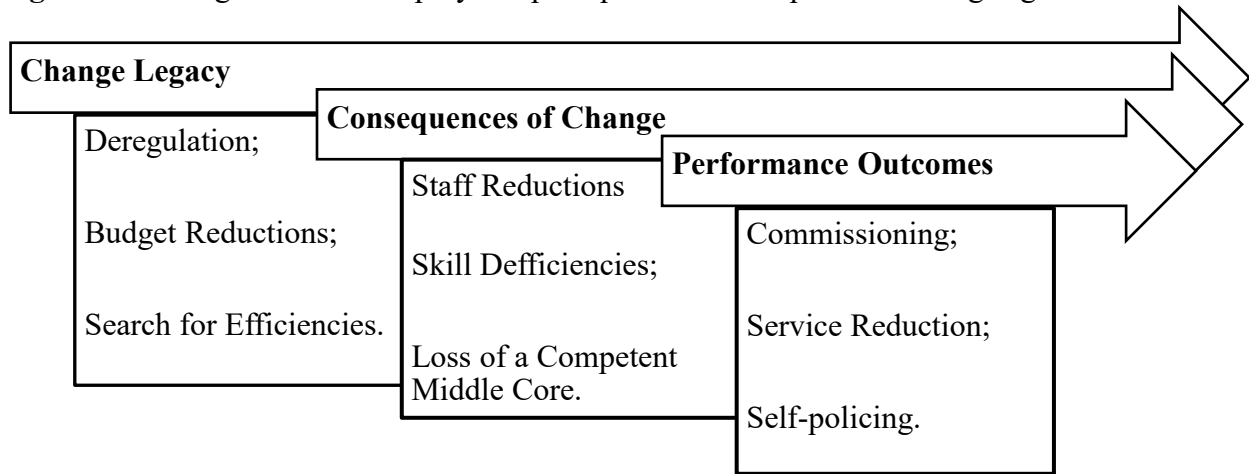 Change Legacy
Deregulation;
Budget Reductions;
Search for Efficiencies.
Consequences of Change
Staff Reductions
Skill Defficiencies;
Loss of a Competent
Middle Core.
Performance Outcomes
Commissioning;
Service Reduction;
Self-policing.